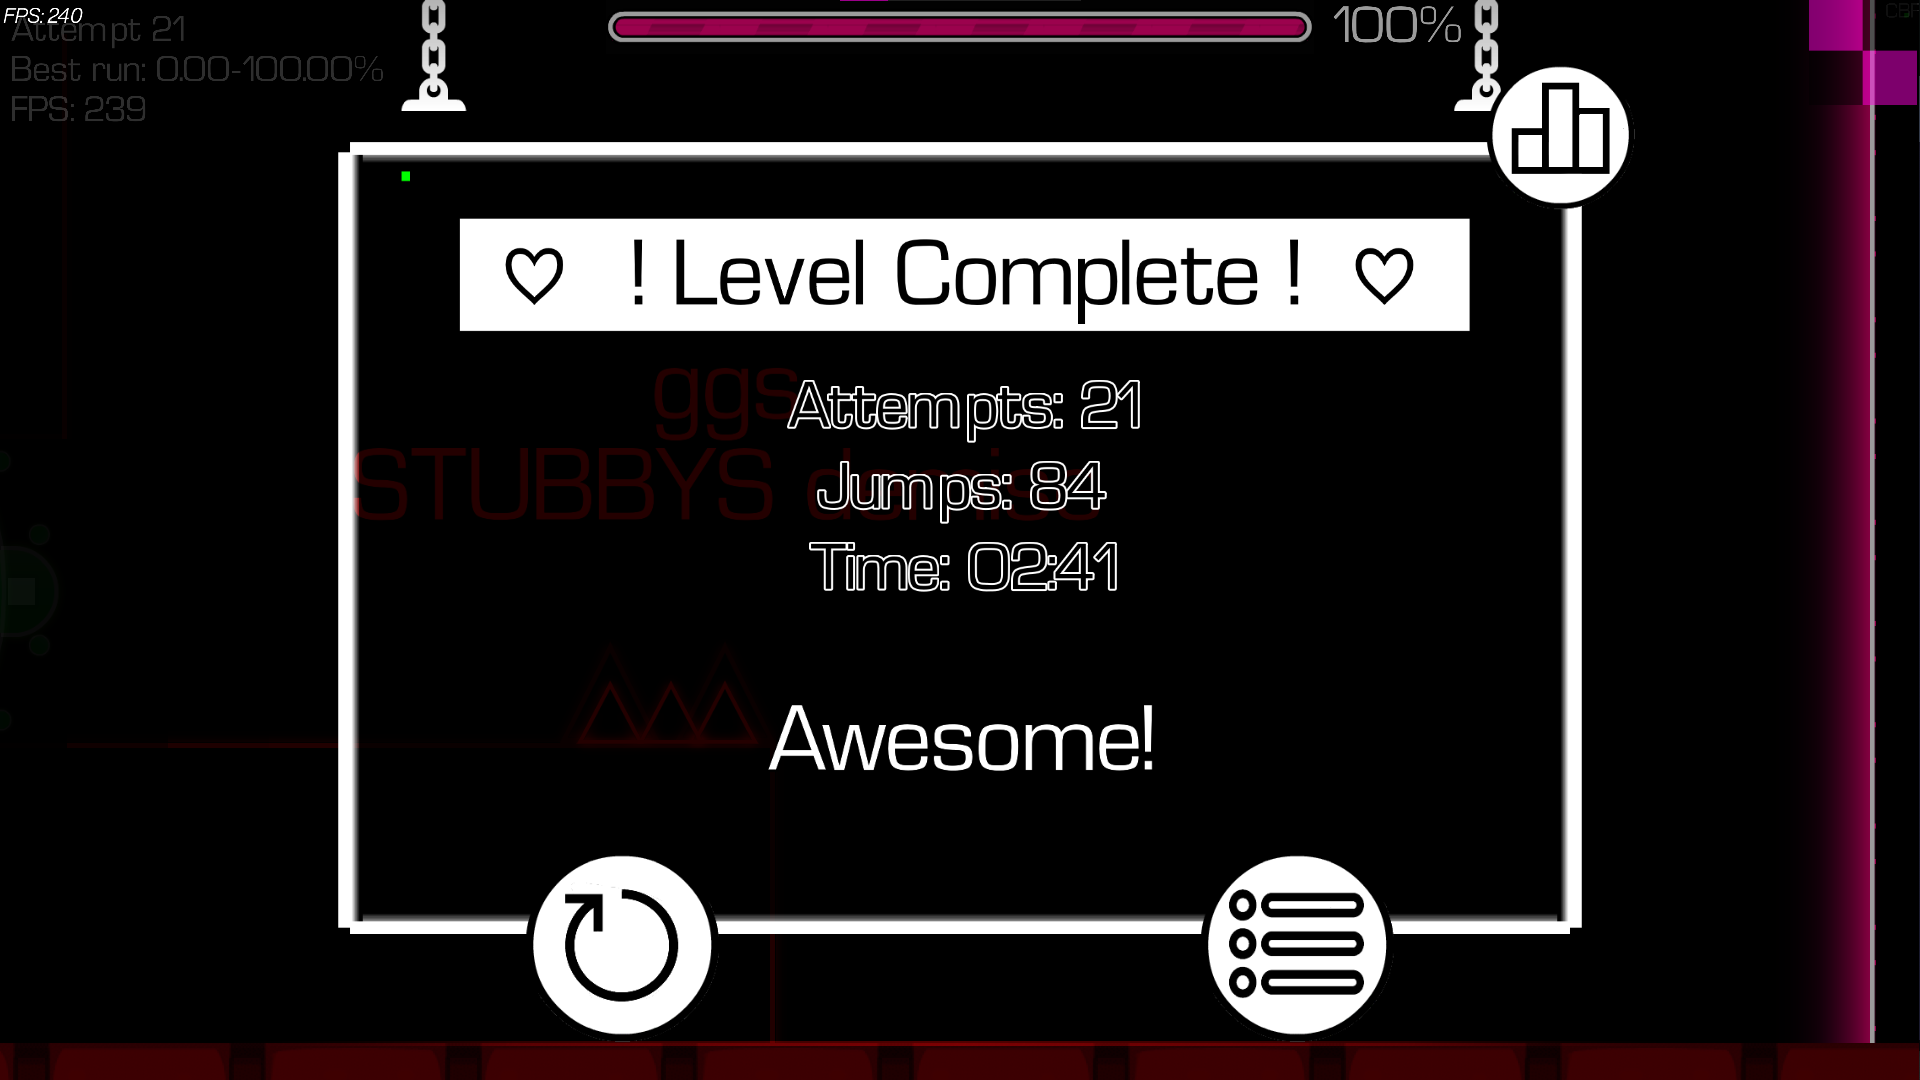 FPS: 240
Attempt 21
Best run: 0.00-100.00%
FPS: 239
100%
♡ ! Level Complete ! ♡
ggs
Attempts: 21
STUBBYS demise
Jumps: 84
Time: 02:41
Awesome!